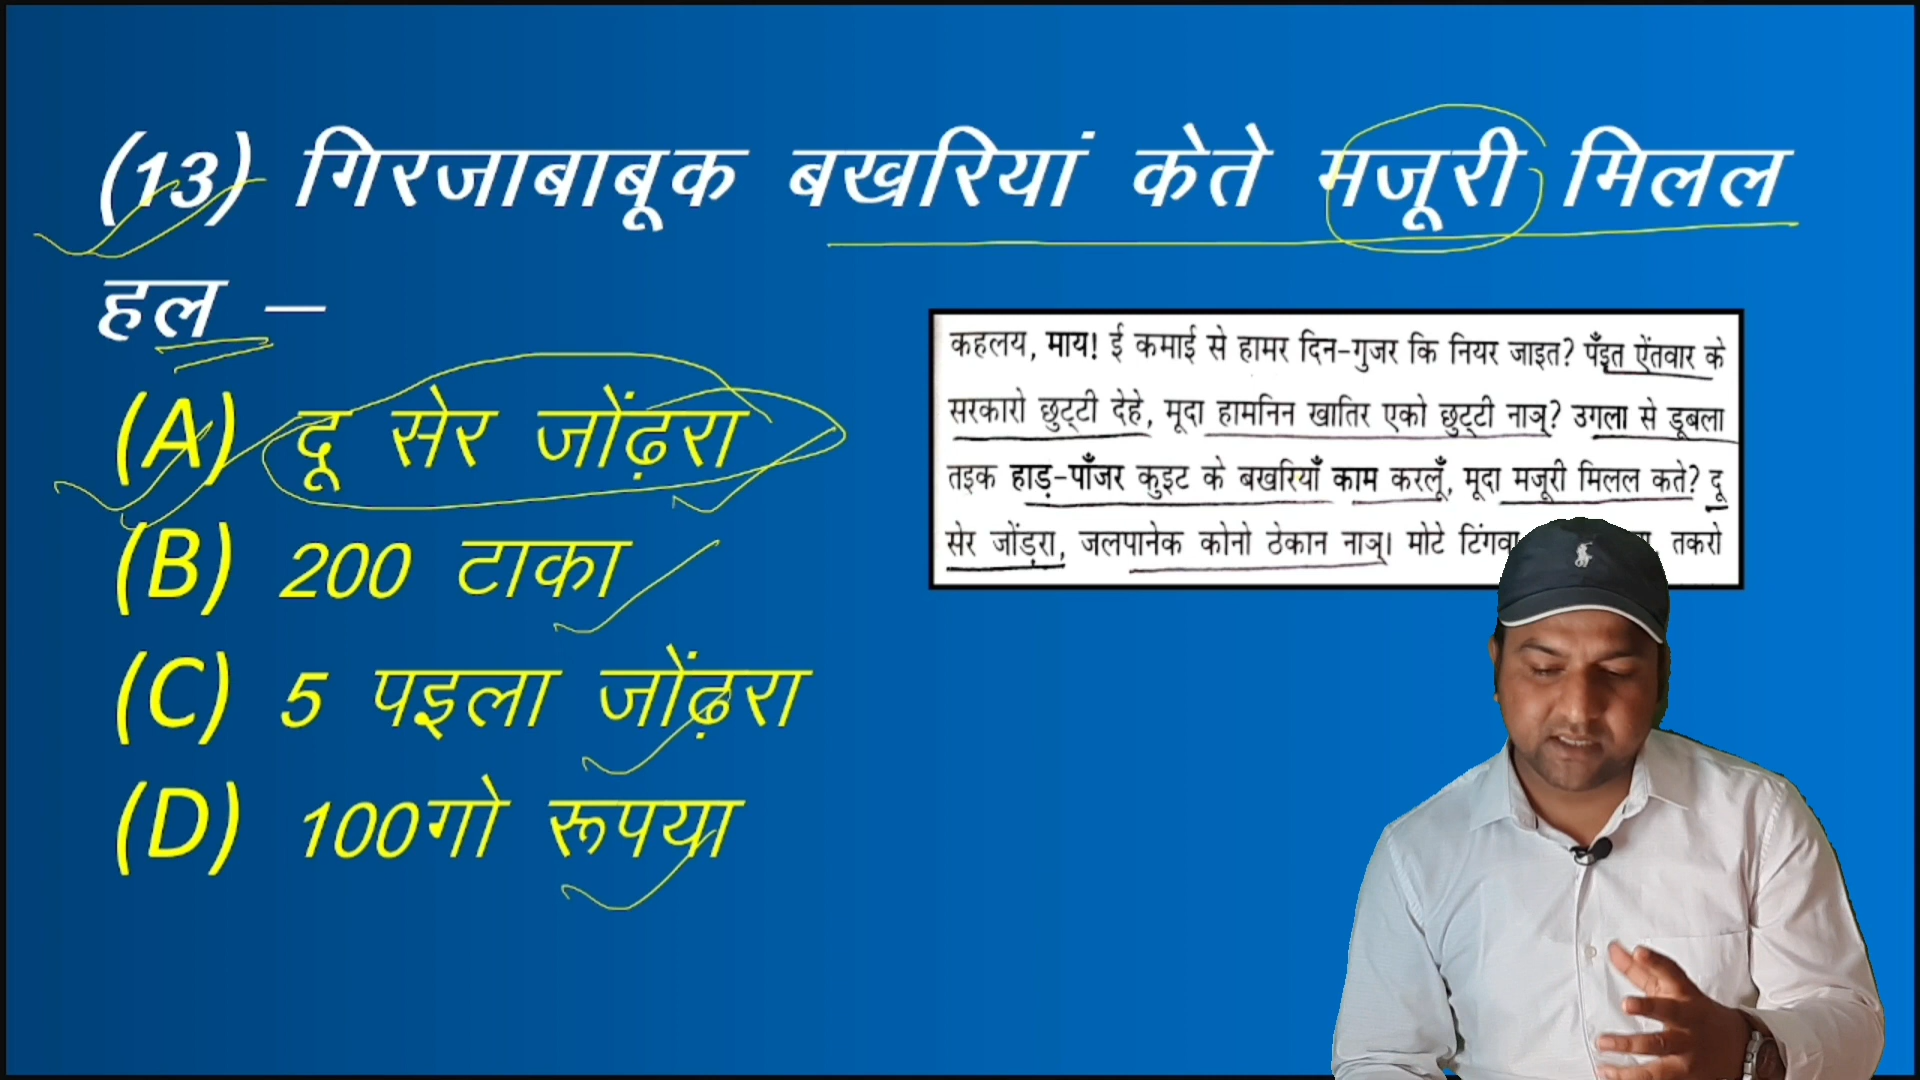 (13) गिरजाबाबूक बखरियां केते मजूरी मिलल
हल –
(A) दू सेर जोंढ़रा
(B) 200 टाका
(C) 5 पइला जोंढ़रा
(D) 100गो रूपया
कहलय, माय! ई कमाई से हामर दिन-गुजर कि नियर जाइत? पँइत ऐंतवार के
सरकारो छुट्टी देहे, मूदा हामनिन खातिर एको छुट्टी नाञ्? उगला से डूबला
तइक हाड़-पाँजर कुइट के बखरियाँ काम करलूँ, मूदा मजूरी मिलल कते? दू
सेर जोंड़रा, जलपानेक कोनो ठेकान नाञ्। मोटे तकरो